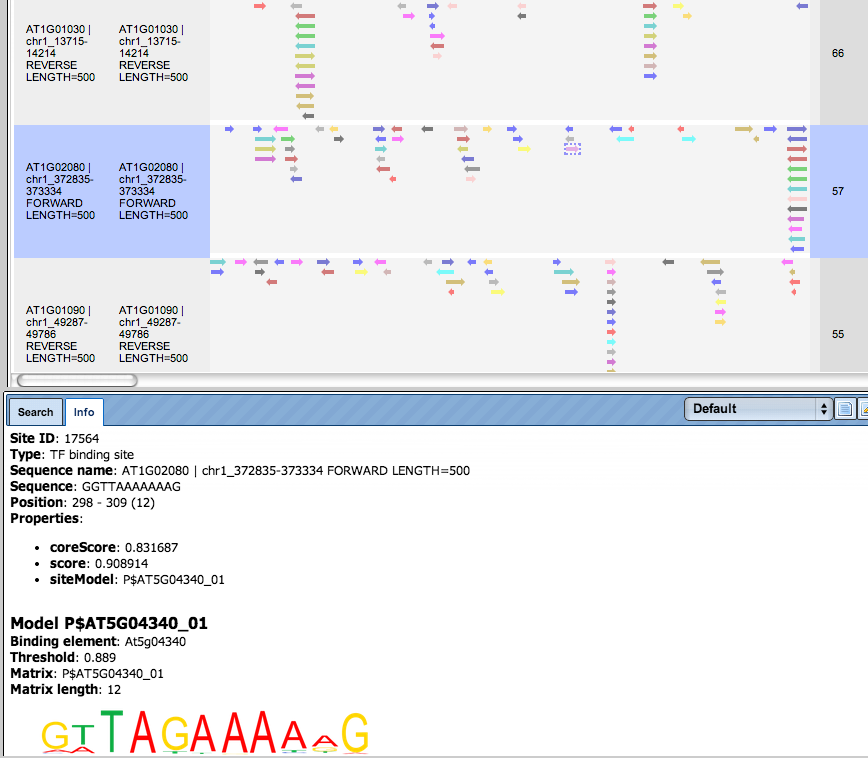 AT1G01030 | AT1G01030 |
chr1_13715- chr1_13715-
14214 14214
REVERSE REVERSE
LENGTH=500 LENGTH=500
66
AT1G02080 | AT1G02080 |
chr1_372835- chr1_372835-
373334 373334
FORWARD FORWARD
LENGTH=500 LENGTH=500
57
AT1G01090 | AT1G01090 |
chr1_49287- chr1_49287-
49786 49786
REVERSE REVERSE
LENGTH=500 LENGTH=500
55
Search Info Default
Site ID: 17564
Type: TF binding site
Sequence name: AT1G02080 | chr1_372835-373334 FORWARD LENGTH=500
Sequence: GGTTAAAAAAAG
Position: 298 - 309 (12)
Properties:
• coreScore: 0.831687
• score: 0.908914
• siteModel: P$AT5G04340_01
Model P$AT5G04340_01
Binding element: At5g04340
Threshold: 0.889
Matrix: P$AT5G04340_01
Matrix length: 12
GTTAGAAAAAG